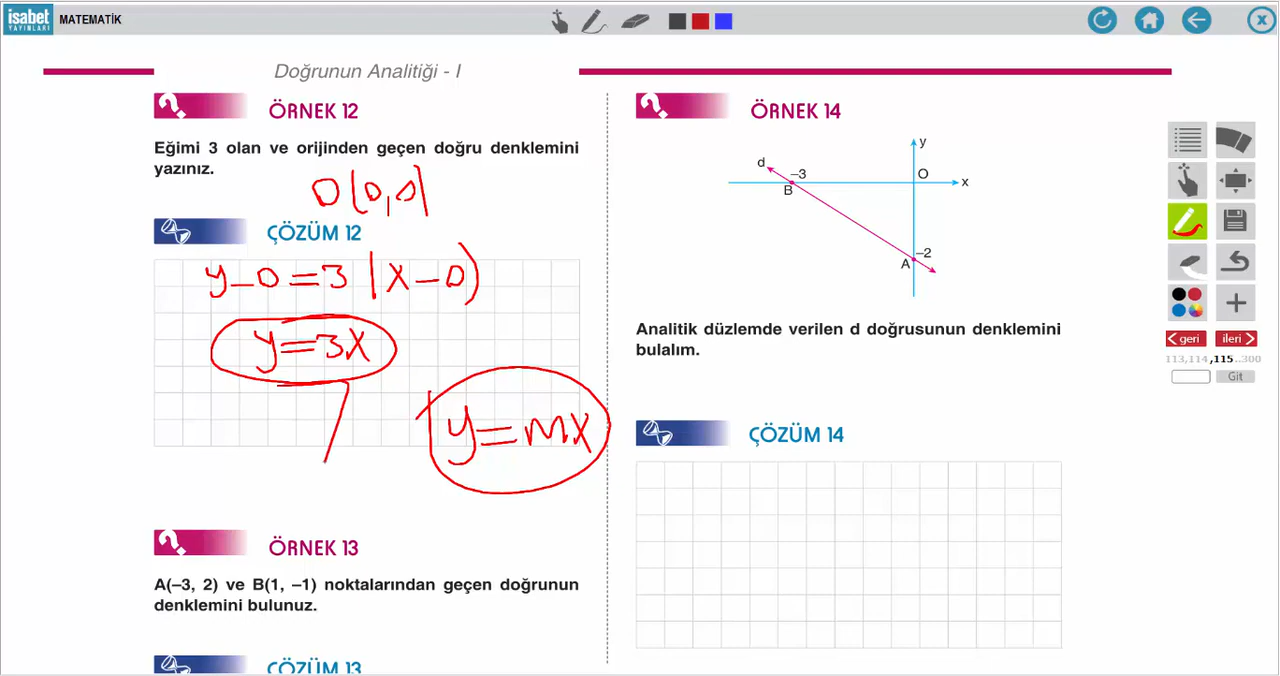 isabet
YAYINLARI
MATEMATİK
Doğrunun Analitiği - I
ÖRNEK 12
Eğimi 3 olan ve orijinden geçen doğru denklemini
yazınız.
O(0,0)
ÇÖZÜM 12
y-0=3(x-0)
y=3x
y=mx
ÖRNEK 13
A(–3, 2) ve B(1, –1) noktalarından geçen doğrunun
denklemini bulunuz.
ÇÖZÜM 13
ÖRNEK 14
y
d
–3
O
x
B
–2
A
Analitik düzlemde verilen d doğrusunun denklemini
bulalım.
ÇÖZÜM 14
geri
ileri
113,114,115..300
Git